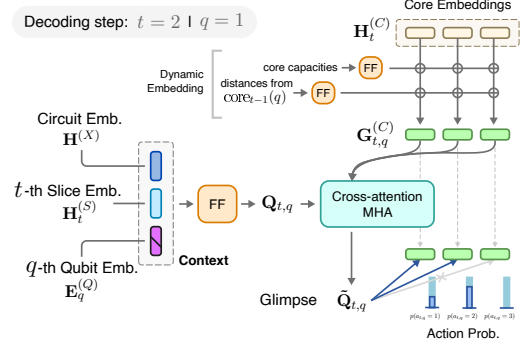 Decoding step: t = 2 | q = 1
Core Embeddings
H_t^(C)
core capacities
FF
Dynamic
Embedding
distances from
core_{t−1}(q)
FF
Circuit Emb.
H^(X)
G_{t,q}^(C)
t-th Slice Emb.
H_t^(S)
FF
Q_{t,q}
Cross-attention
MHA
q-th Qubit Emb.
E_q^(Q)
Context
Glimpse
Q̃_{t,q}
p(a_{t,q} = 1)
p(a_{t,q} = 2)
p(a_{t,q} = 3)
Action Prob.